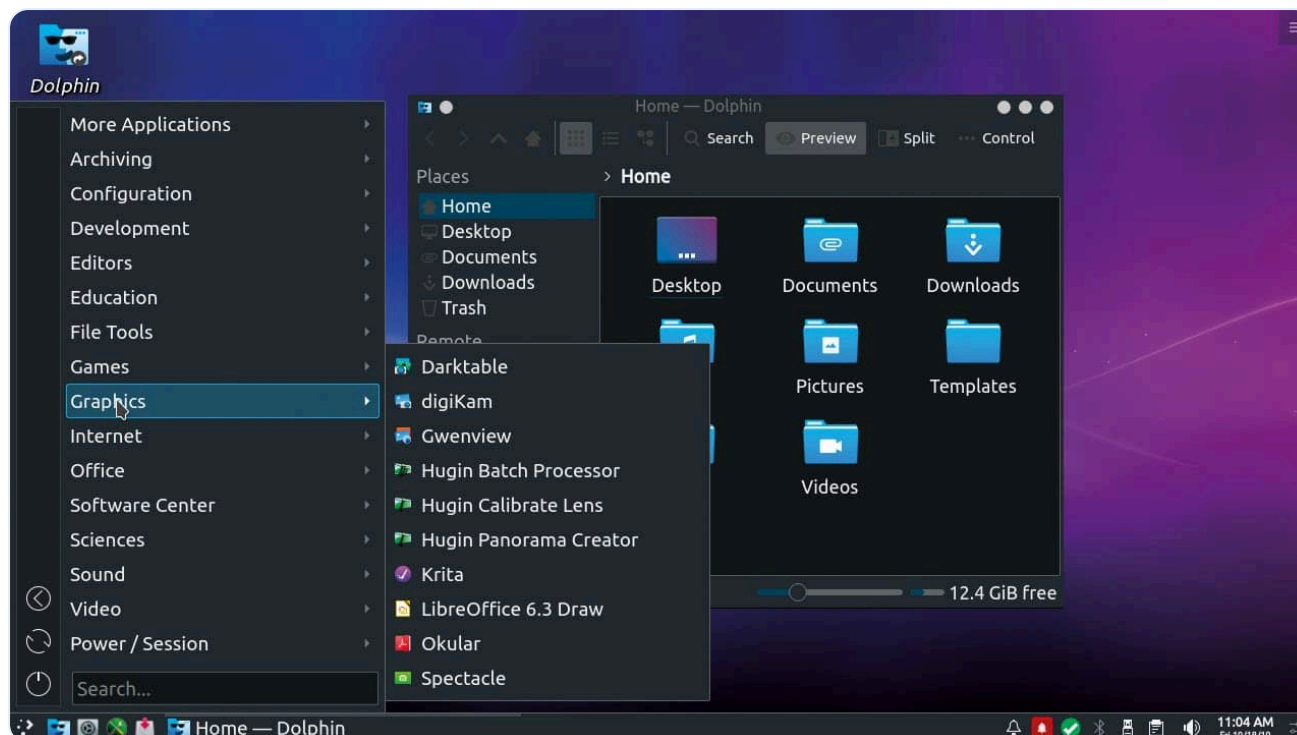 Dolphin
More Applications
Archiving
Configuration
Development
Editors
Education
File Tools
Games
Graphics
Internet
Office
Software Center
Sciences
Sound
Video
Power / Session
Search...
Home — Dolphin
Search Preview Split Control
Places
Home
Desktop
Documents
Downloads
Trash
Remote
> Home
Desktop Documents Downloads
Pictures Templates
Videos
12.4 GiB free
Darktable
digiKam
Gwenview
Hugin Batch Processor
Hugin Calibrate Lens
Hugin Panorama Creator
Krita
LibreOffice 6.3 Draw
Okular
Spectacle
Home — Dolphin
11:04 AM